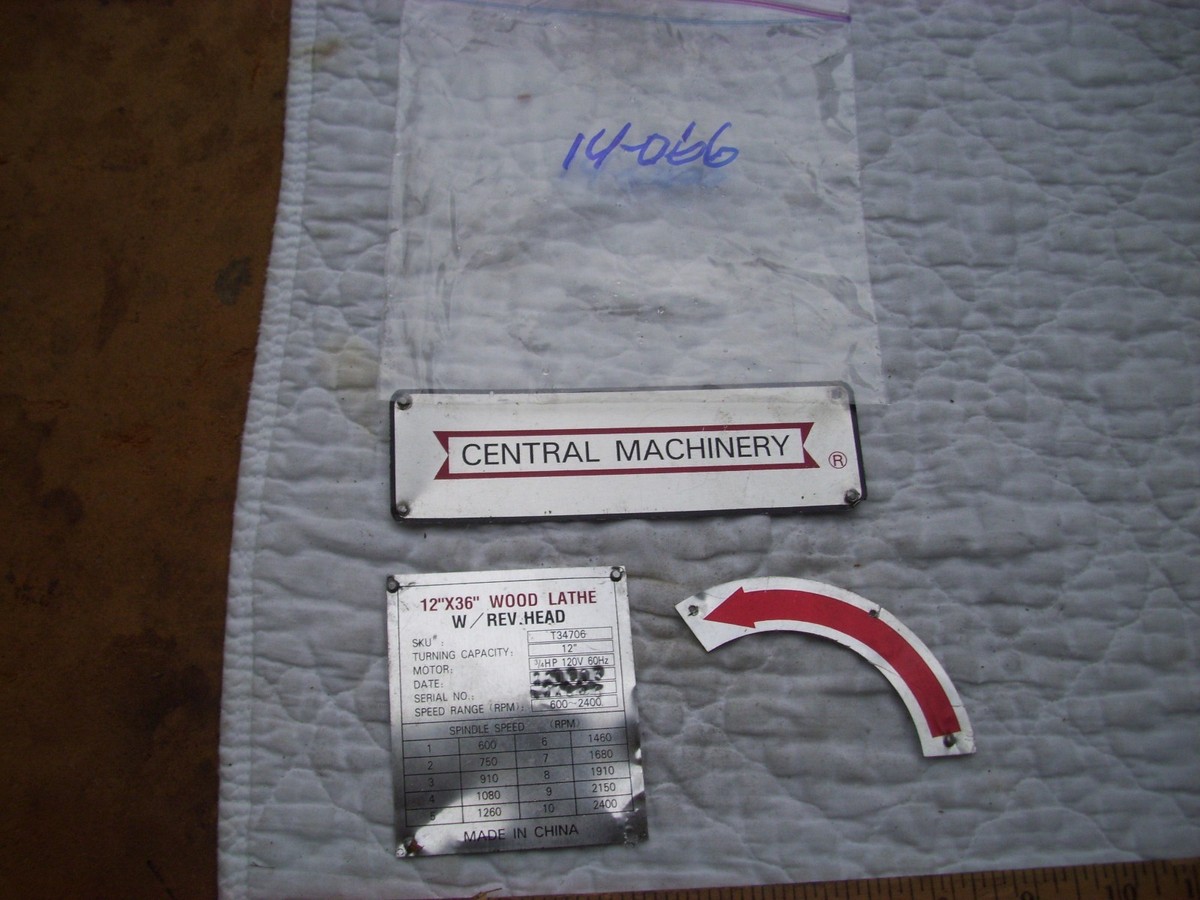 14-066
CENTRAL MACHINERY ®
12"X36" WOOD LATHE
W/REV.HEAD
SKU#: T34706
TURNING CAPACITY: 12"
MOTOR: 3/4HP 120V 60Hz
DATE:
SERIAL NO.:
SPEED RANGE (RPM): 600~2400
SPINDLE SPEED (RPM)
1 600 6 1460
2 750 7 1680
3 910 8 1910
4 1080 9 2150
5 1260 10 2400
MADE IN CHINA
10